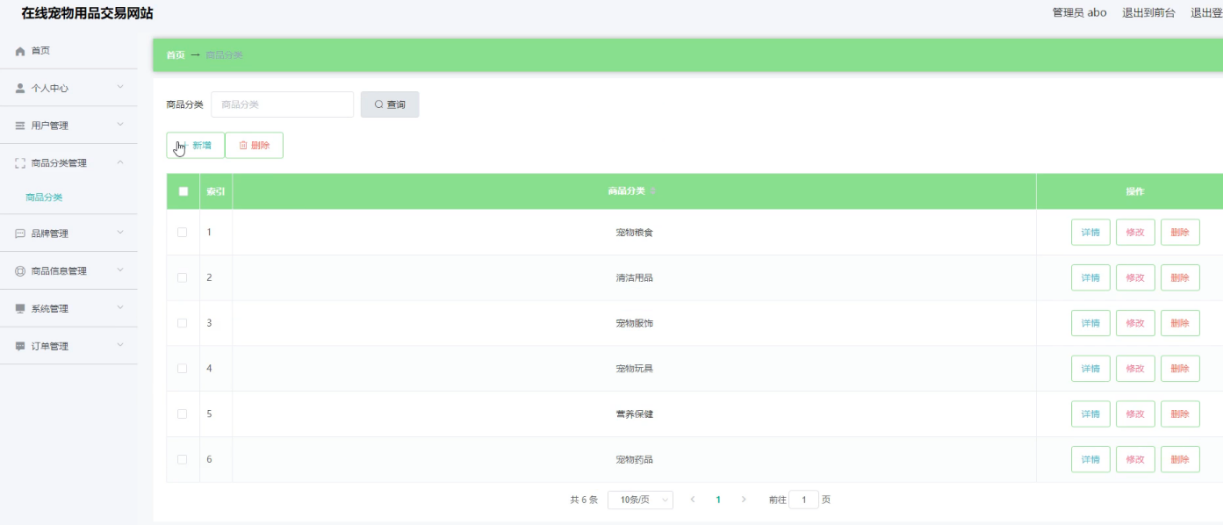 在线宠物用品交易网站
管理员 abo 退出到前台 退出登
首页
个人中心
用户管理
商品分类管理
商品分类
品牌管理
商品信息管理
系统管理
订单管理
首页 → 商品分类
商品分类 商品分类 查询
新增 删除
索引 商品分类 操作
1 宠物粮食 详情 修改 删除
2 清洁用品 详情 修改 删除
3 宠物服饰 详情 修改 删除
4 宠物玩具 详情 修改 删除
5 营养保健 详情 修改 删除
6 宠物药品 详情 修改 删除
共 6 条 10条/页 < 1 > 前往 1 页